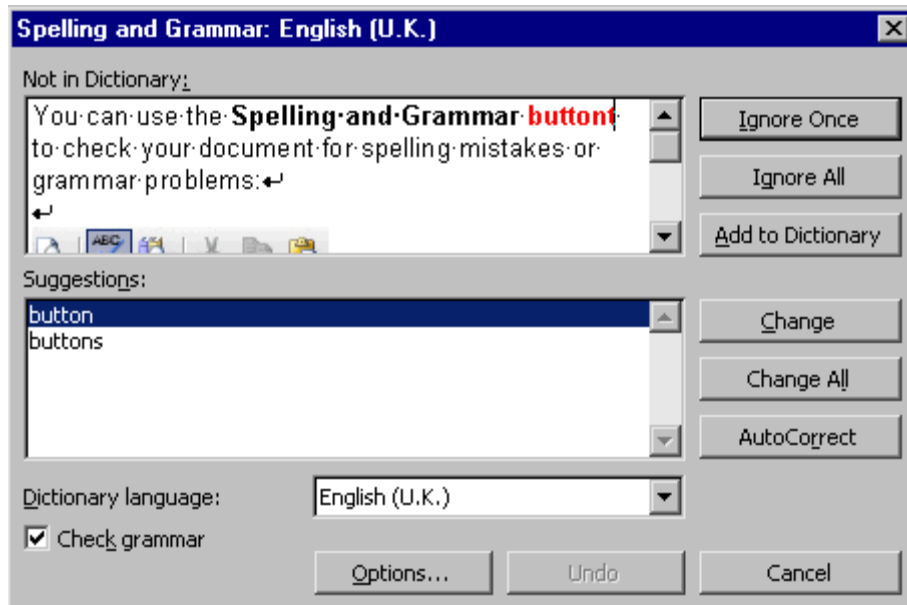 Spelling and Grammar: English (U.K.)
Not in Dictionary:
You can use the Spelling and Grammar buttont
to check your document for spelling mistakes or
grammar problems:
ABC
Ignore Once
Ignore All
Add to Dictionary
Suggestions:
button
buttons
Change
Change All
AutoCorrect
Dictionary language:
English (U.K.)
Check grammar
Options...
Undo
Cancel